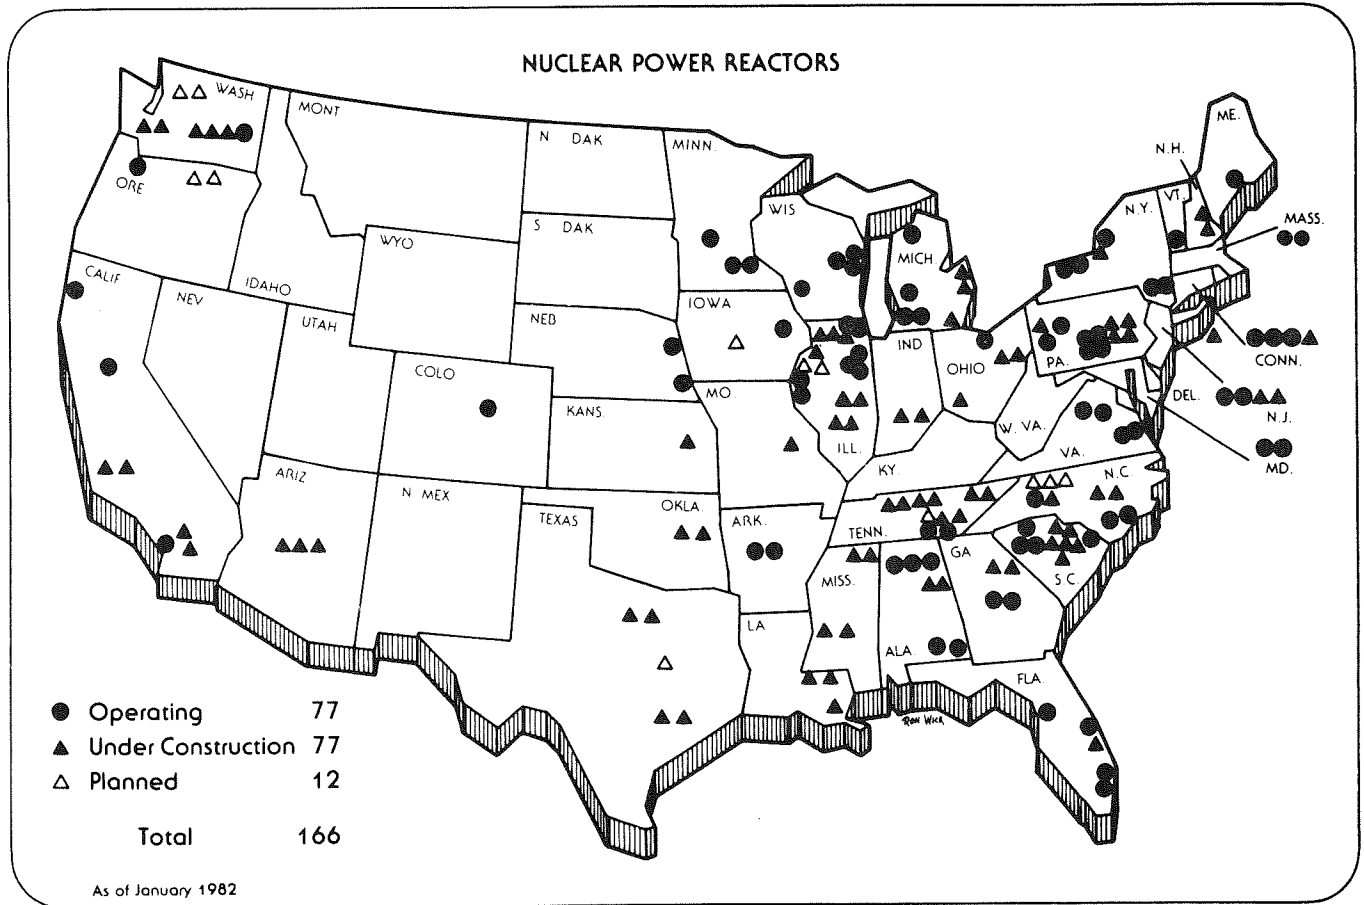 NUCLEAR POWER REACTORS
WASH
MONT
N DAK
MINN.
ME.
N.H.
ORE
S DAK
WIS
N.Y.
VT.
MASS.
WYO
MICH.
CALIF
IDAHO
NEV
IOWA
UTAH
NEB
IND
OHIO
PA.
CONN.
COLO
MO.
DEL.
N.J.
KANS.
W. VA.
ILL.
VA.
MD.
KY.
N.C.
ARIZ
N MEX
OKLA.
TEXAS
ARK.
TENN.
GA
S C.
MISS.
LA
ALA.
FLA.
RON WICK
Operating 77
Under Construction 77
Planned 12
Total 166
As of January 1982